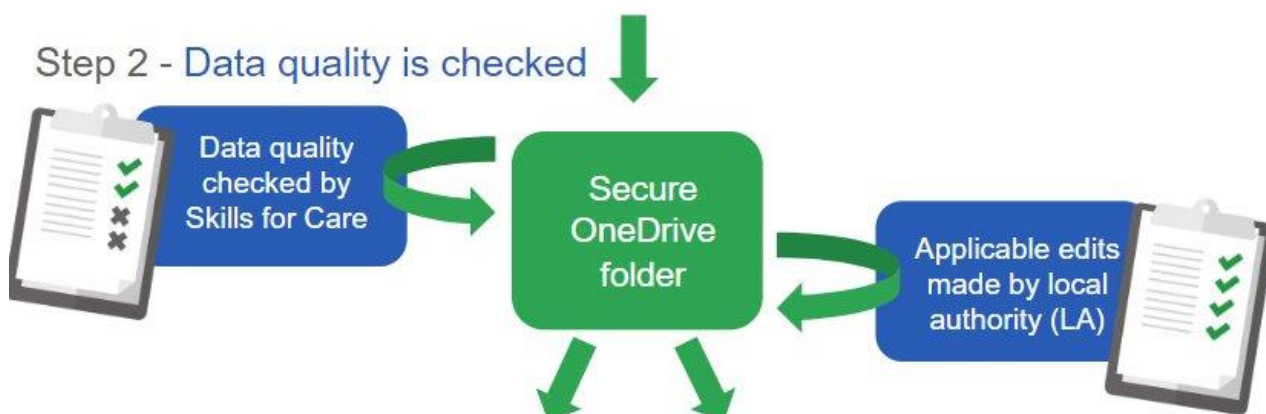 Step 2 - Data quality is checked
Data quality
checked by
Skills for Care
Secure
OneDrive
folder
Applicable edits
made by local
authority (LA)